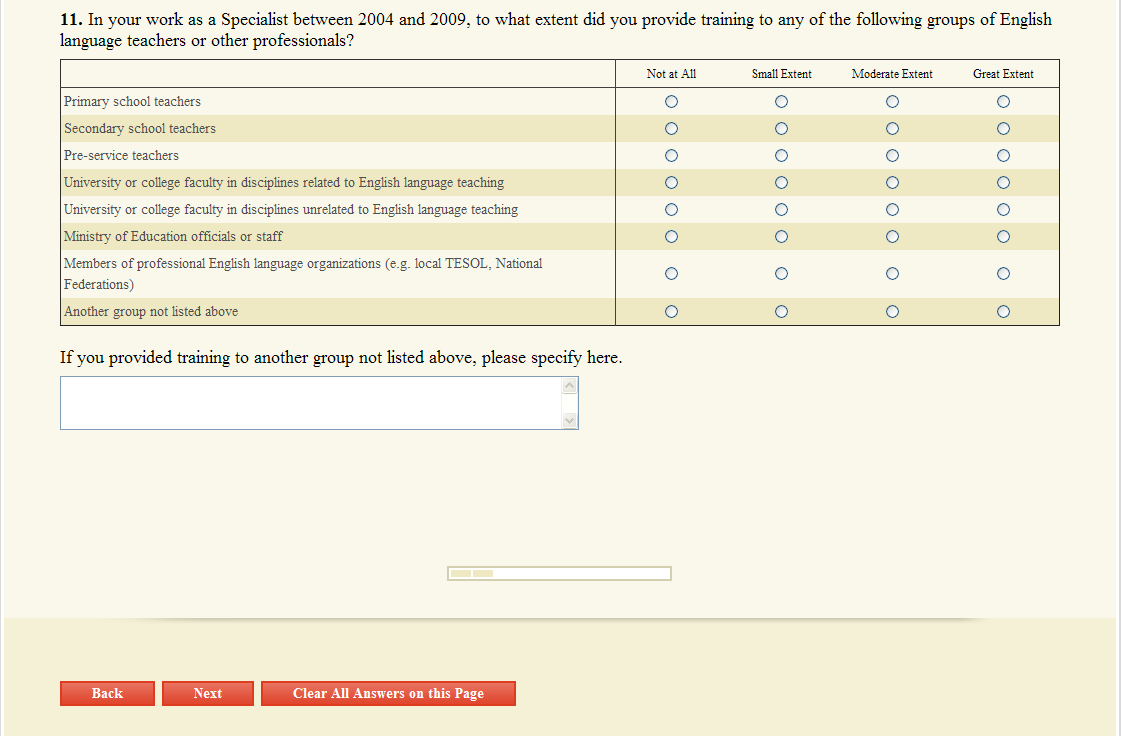 11. In your work as a Specialist between 2004 and 2009, to what extent did you provide training to any of the following groups of English
language teachers or other professionals?
Not at All Small Extent Moderate Extent Great Extent
Primary school teachers
Secondary school teachers
Pre-service teachers
University or college faculty in disciplines related to English language teaching
University or college faculty in disciplines unrelated to English language teaching
Ministry of Education officials or staff
Members of professional English language organizations (e.g. local TESOL, National
Federations)
Another group not listed above
If you provided training to another group not listed above, please specify here.
Back Next Clear All Answers on this Page